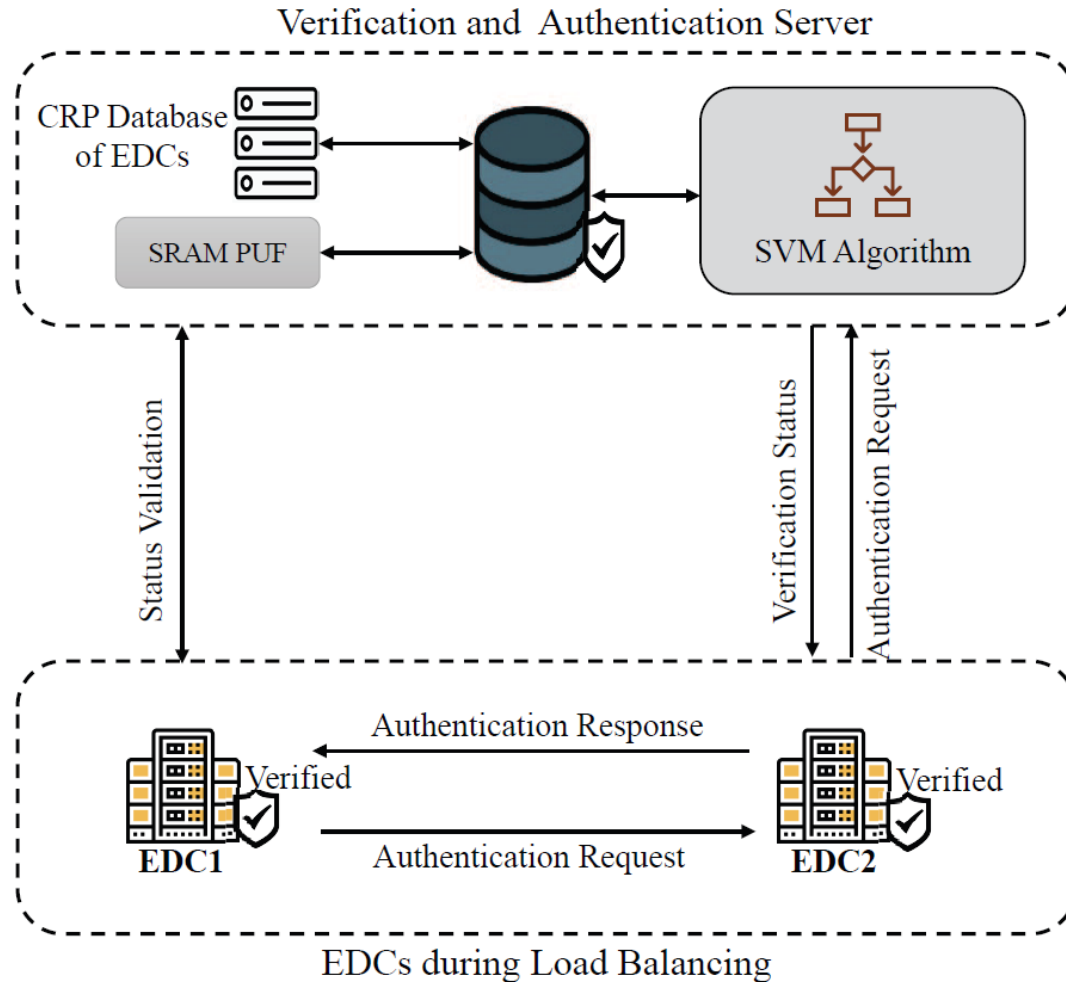 Verification and Authentication Server
CRP Database
of EDCs
SRAM PUF
SVM Algorithm
Status Validation
Verification Status
Authentication Request
Authentication Response
Verified
Verified
Authentication Request
EDC1
EDC2
EDCs during Load Balancing